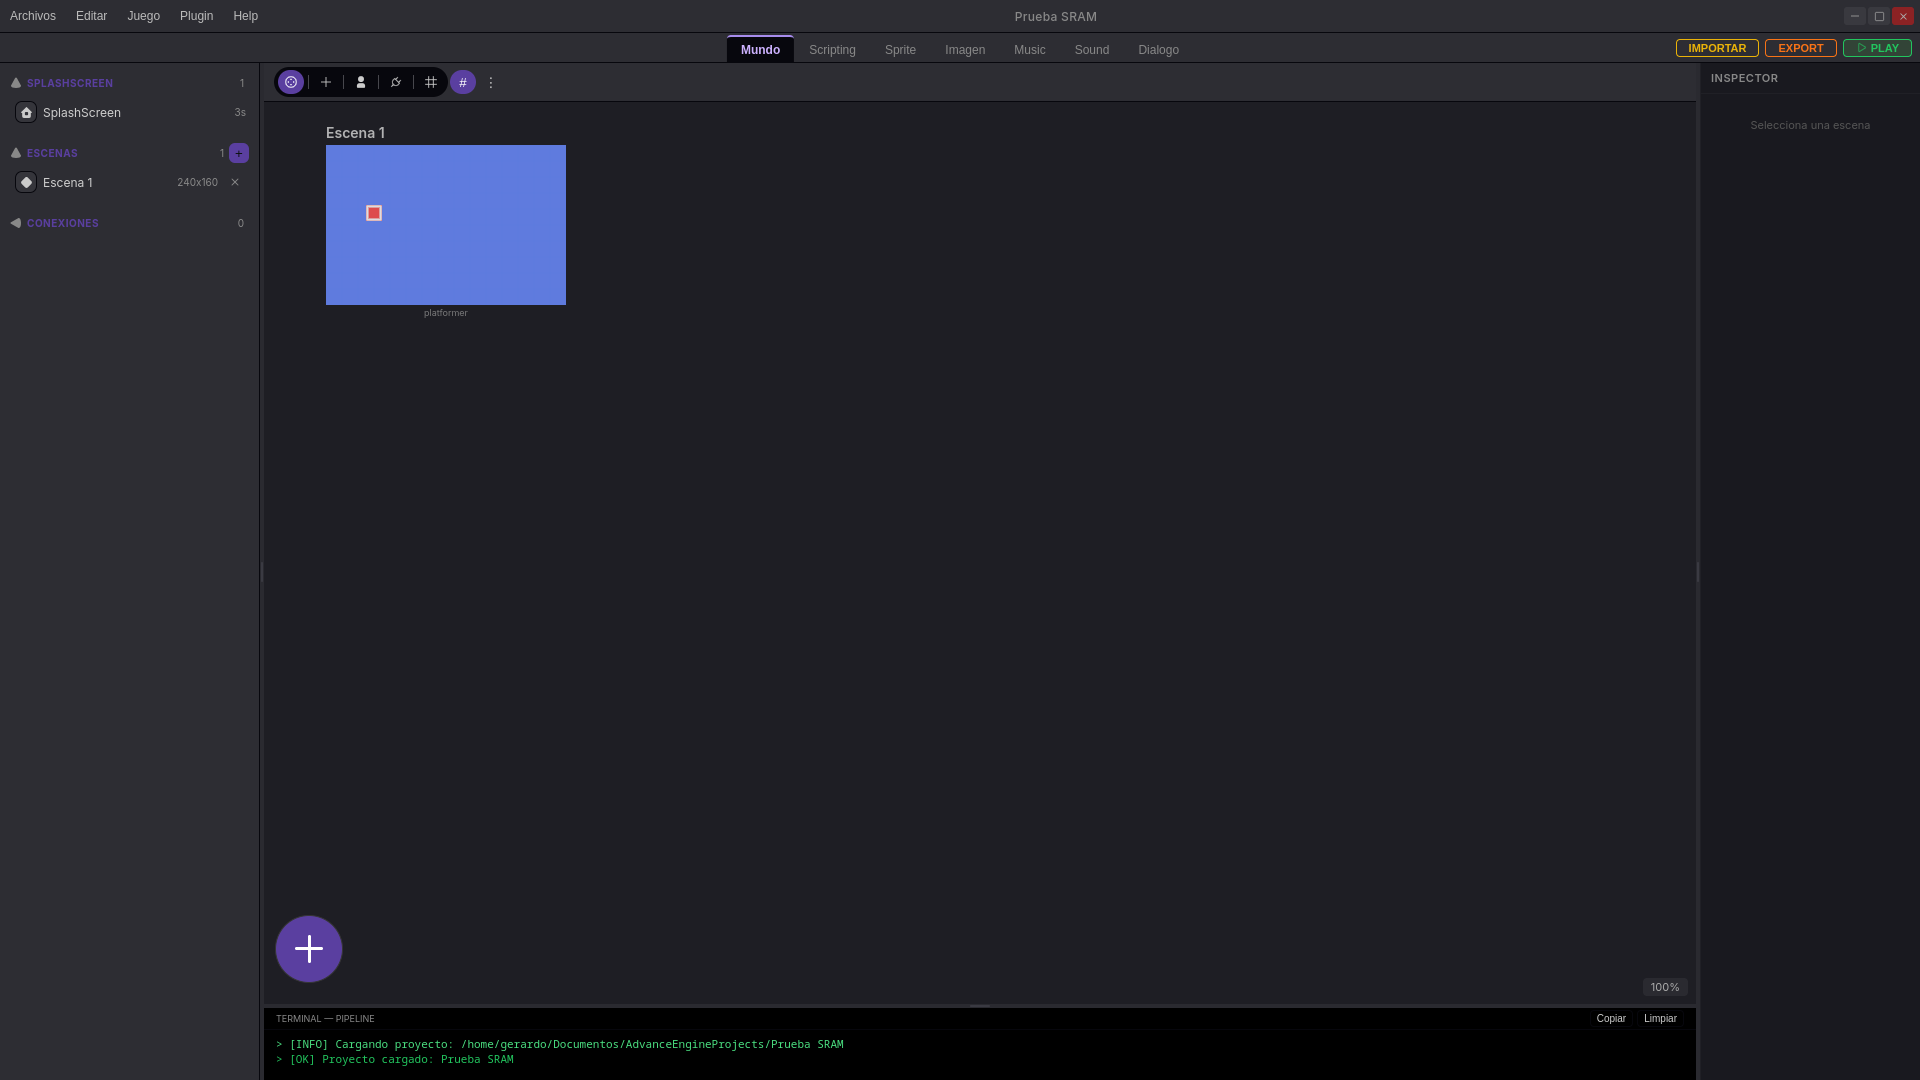 Archivos Editar Juego Plugin Help
Prueba SRAM
Mundo Scripting Sprite Imagen Music Sound Dialogo
IMPORTAR EXPORT PLAY
SPLASHSCREEN 1
SplashScreen 3s
ESCENAS 1 +
Escena 1 240x160 ×
CONEXIONES 0
#
Escena 1
platformer
INSPECTOR
Selecciona una escena
100%
TERMINAL — PIPELINE
Copiar Limpiar
> [INFO] Cargando proyecto: /home/gerardo/Documentos/AdvanceEngineProjects/Prueba SRAM
> [OK] Proyecto cargado: Prueba SRAM